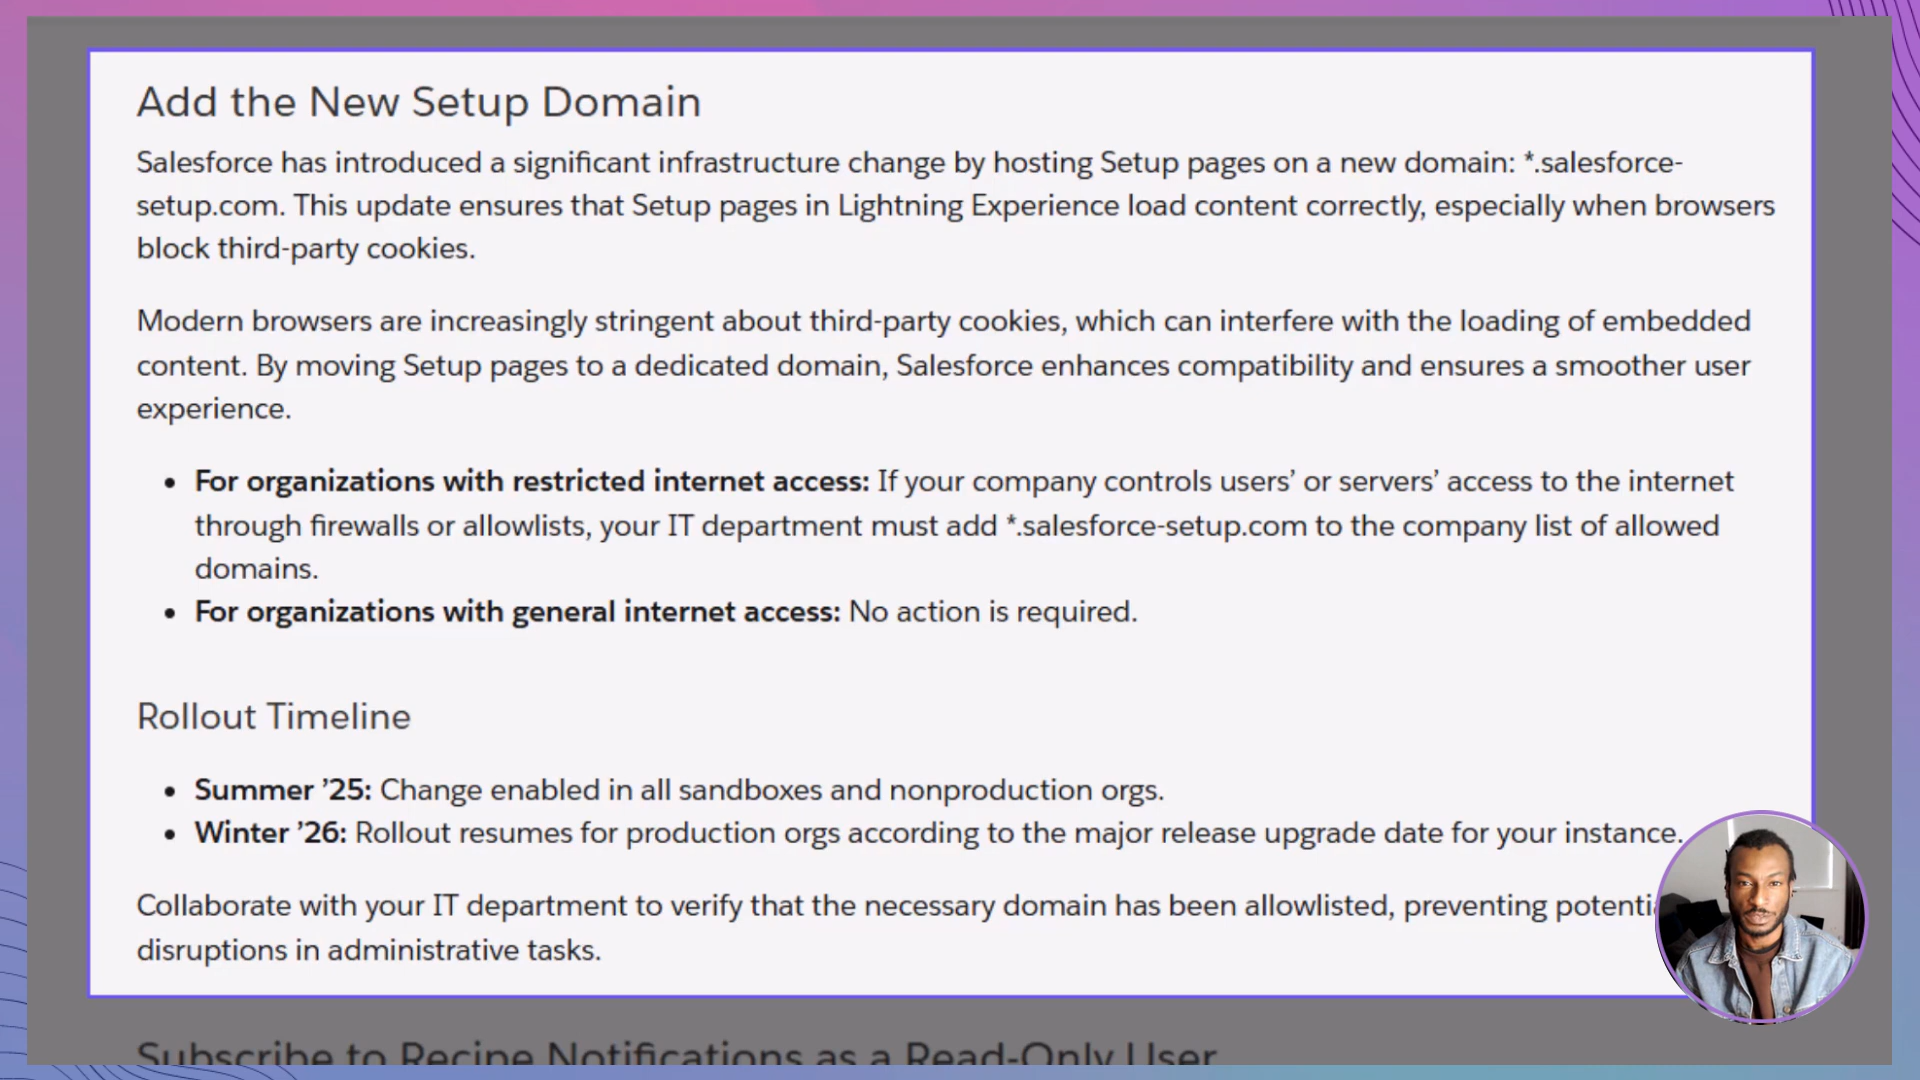 Add the New Setup Domain
Salesforce has introduced a significant infrastructure change by hosting Setup pages on a new domain: *.salesforce-
setup.com. This update ensures that Setup pages in Lightning Experience load content correctly, especially when browsers
block third-party cookies.
Modern browsers are increasingly stringent about third-party cookies, which can interfere with the loading of embedded
content. By moving Setup pages to a dedicated domain, Salesforce enhances compatibility and ensures a smoother user
experience.
• For organizations with restricted internet access: If your company controls users’ or servers’ access to the internet
through firewalls or allowlists, your IT department must add *.salesforce-setup.com to the company list of allowed
domains.
• For organizations with general internet access: No action is required.
Rollout Timeline
• Summer ’25: Change enabled in all sandboxes and nonproduction orgs.
• Winter ’26: Rollout resumes for production orgs according to the major release upgrade date for your instance.
Collaborate with your IT department to verify that the necessary domain has been allowlisted, preventing
disruptions in administrative tasks.
Subscribe to Recipe Notifications as a Read-Only User